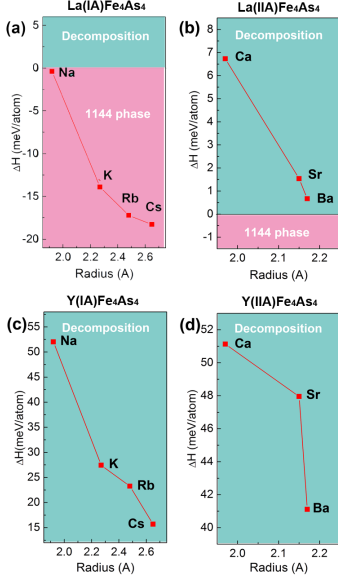 La(IA)Fe₄As₄
(a)
Decomposition
5
0
−5
−10
−15
−20
ΔH (meV/atom)
Na
1144 phase
K
Rb
Cs
2.0 2.2 2.4 2.6
Radius (A)
La(IIA)Fe₄As₄
(b)
Decomposition
8
7
6
5
4
3
2
1
0
-1
ΔH (meV/atom)
Ca
Sr
Ba
1144 phase
2.0 2.1 2.2
Radius (A)
Y(IA)Fe₄As₄
(c)
Decomposition
55
50
45
40
35
30
25
20
15
ΔH(meV/atom)
Na
K
Rb
Cs
2.0 2.2 2.4 2.6
Radius (A)
Y(IIA)Fe₄As₄
(d)
Decomposition
52
50
48
46
44
42
40
ΔH(meV/atom)
Ca
Sr
Ba
2.0 2.1 2.2
Radius (A)